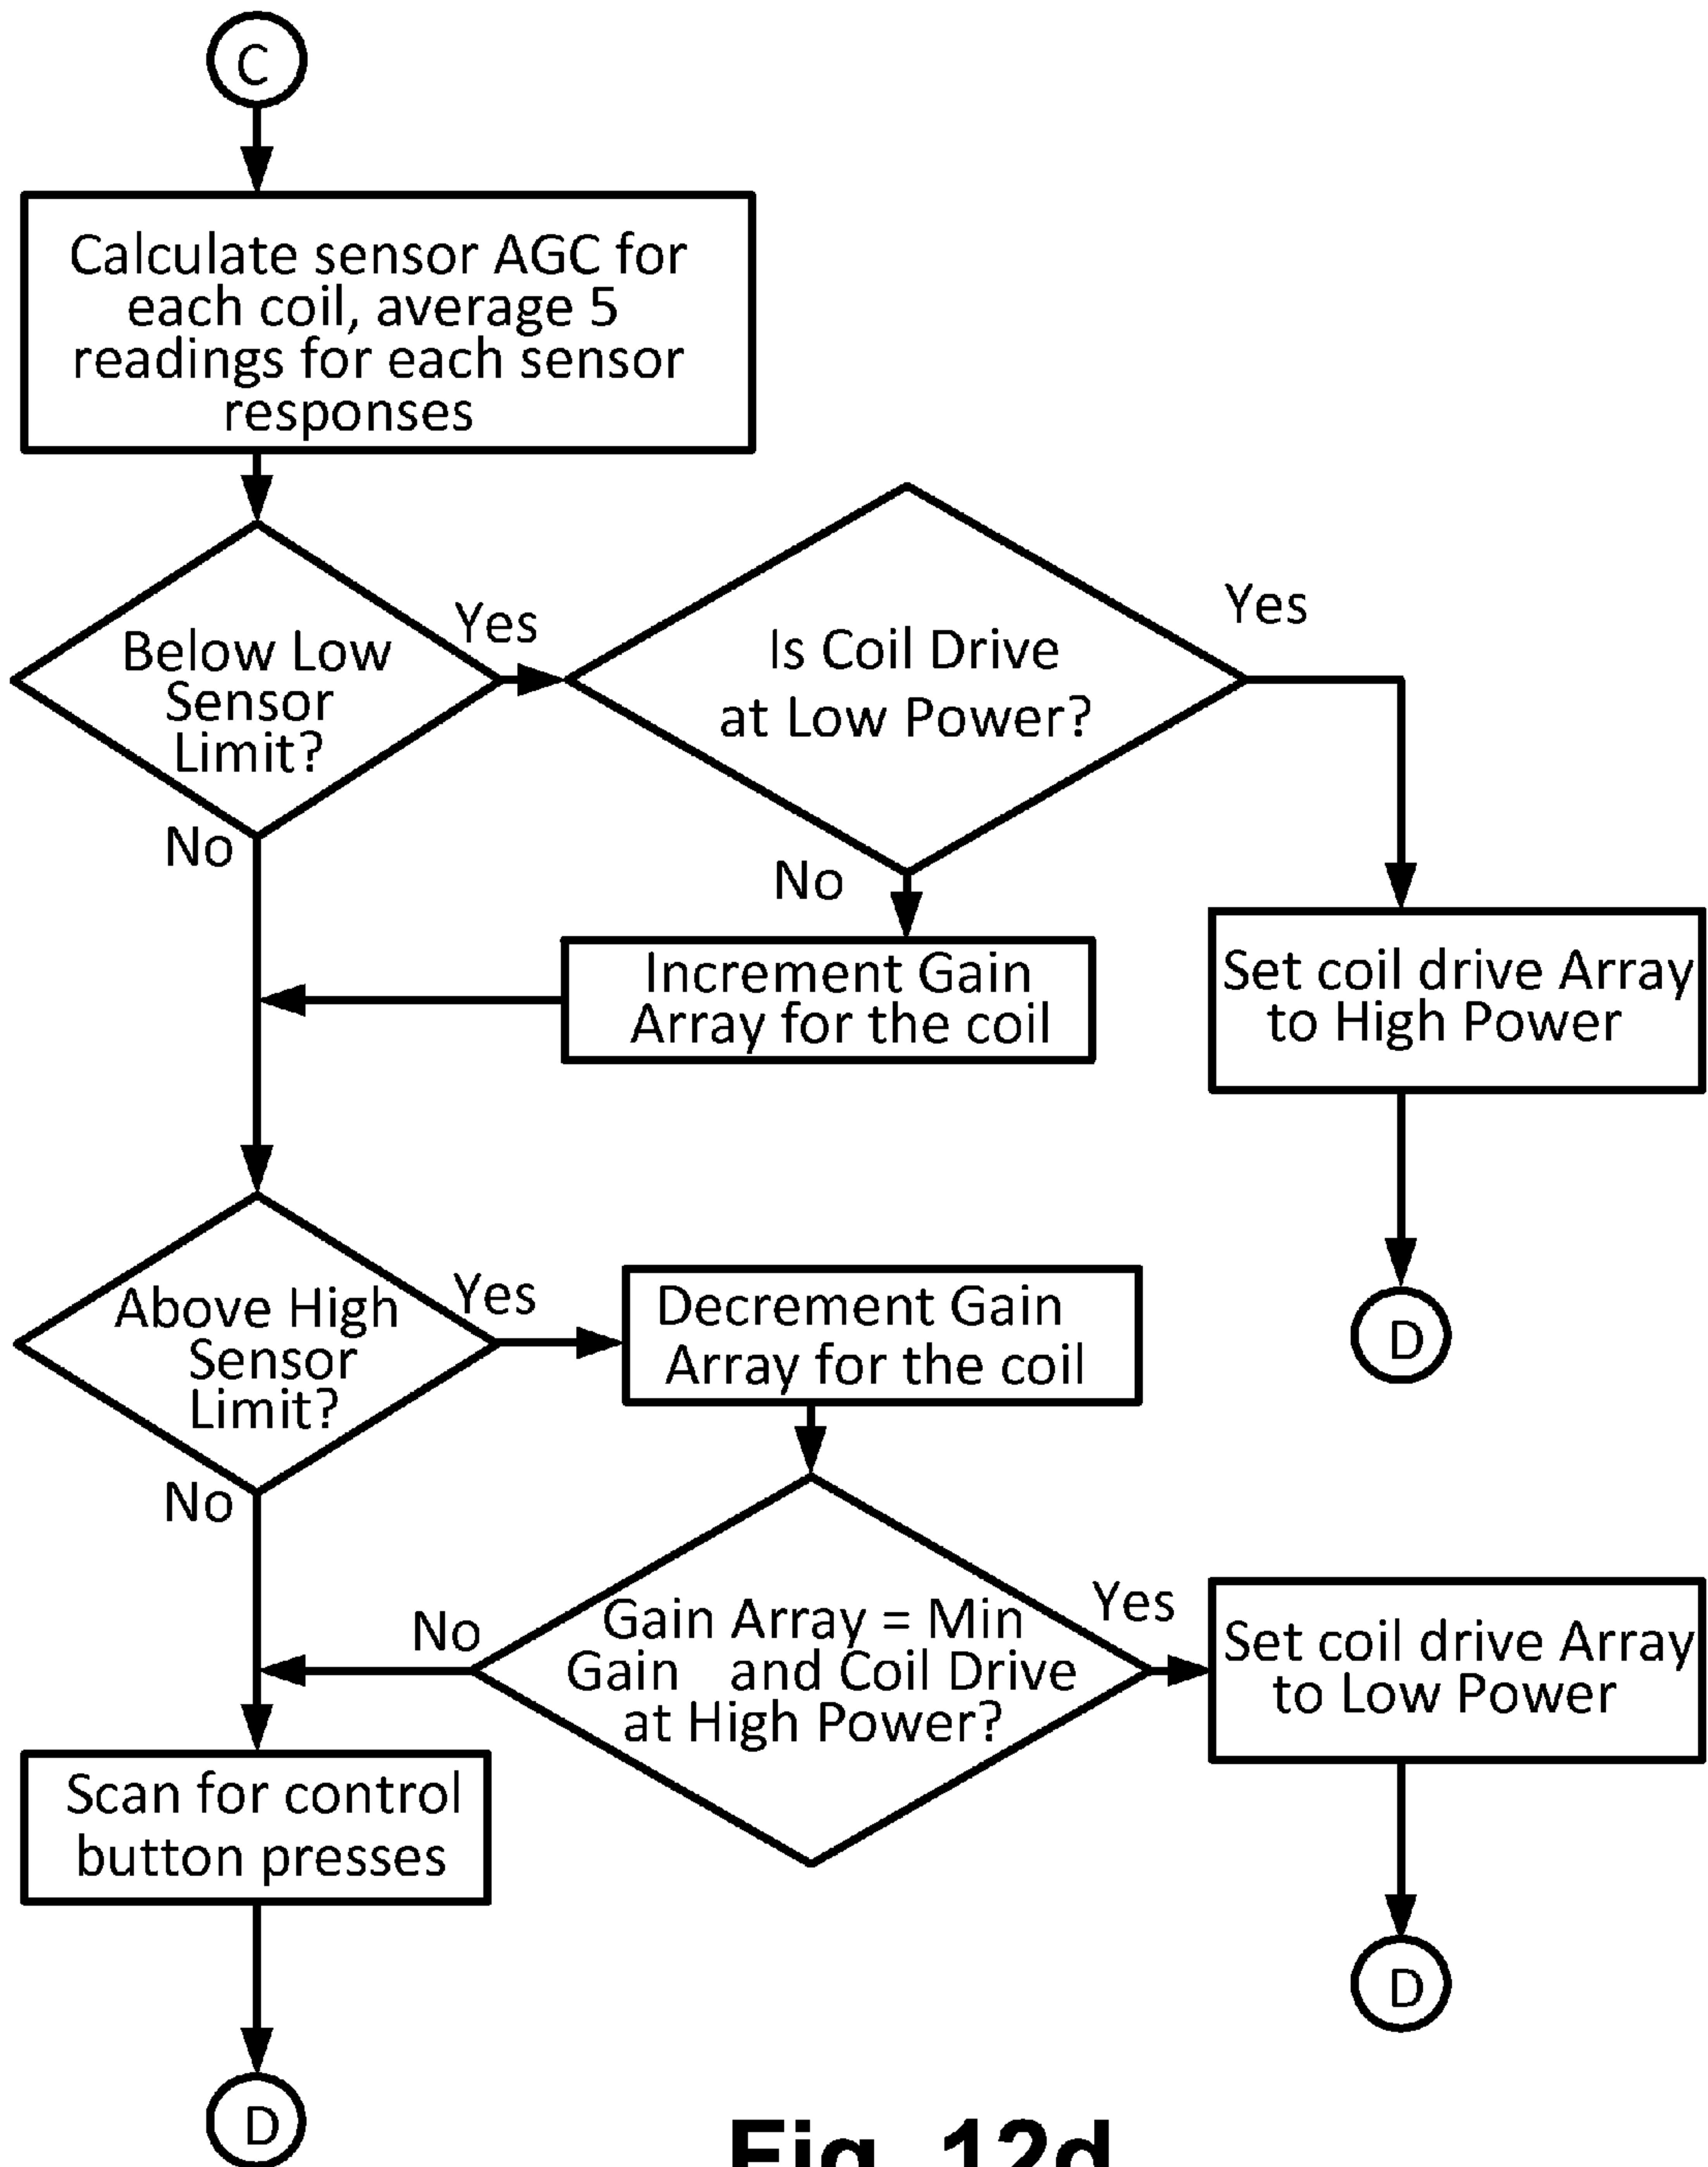 C
Calculate sensor AGC for
each coil, average 5
readings for each sensor
responses
Below Low
Sensor
Limit?
Yes
No
Is Coil Drive
at Low Power?
Yes
No
Increment Gain
Array for the coil
Set coil drive Array
to High Power
D
Above High
Sensor
Limit?
Yes
No
Decrement Gain
Array for the coil
Gain Array = Min
Gain and Coil Drive
at High Power?
No
Yes
Set coil drive Array
to Low Power
D
Scan for control
button presses
D
Fig. 12d